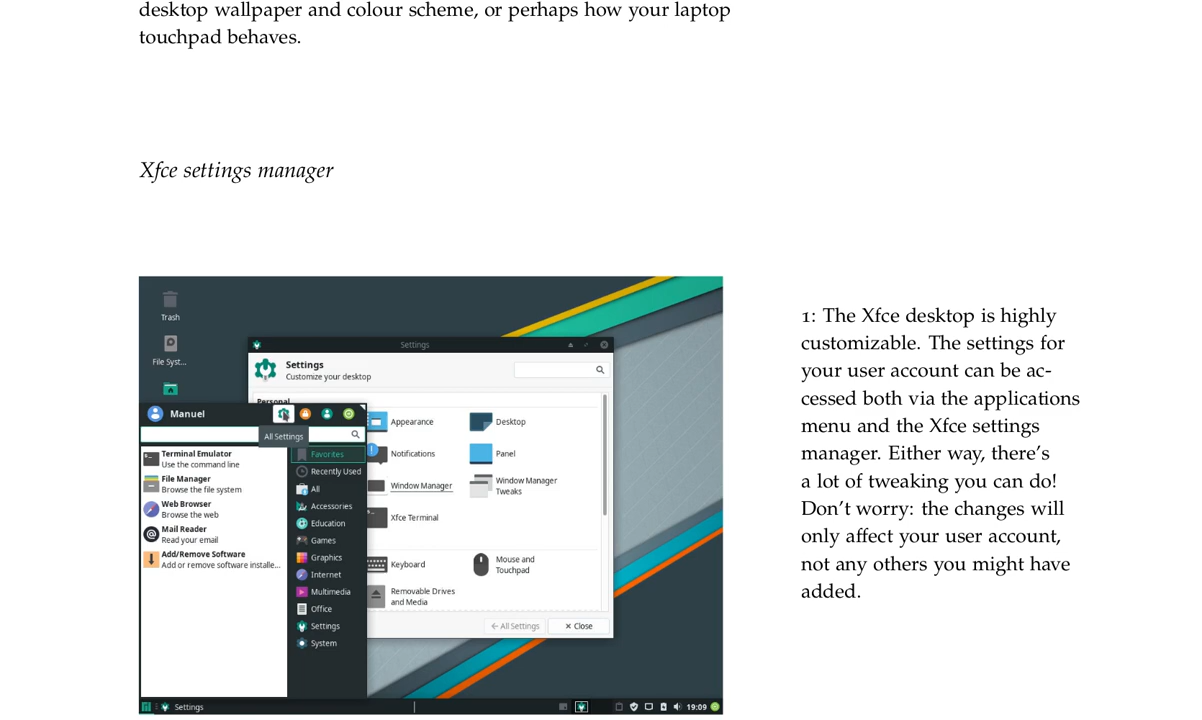 desktop wallpaper and colour scheme, or perhaps how your laptop
touchpad behaves.
Xfce settings manager
Trash
File Syst...
Settings
Settings
Customize your desktop
Personal
Appearance
Desktop
Notifications
Panel
Window Manager
Window Manager
Tweaks
Xfce Terminal
Keyboard
Mouse and
Touchpad
Removable Drives
and Media
All Settings
Close
Manuel
All Settings
Terminal Emulator
Use the command line
File Manager
Browse the file system
Web Browser
Browse the web
Mail Reader
Read your email
Add/Remove Software
Add or remove software installe...
Favorites
Recently Used
All
Accessories
Education
Games
Graphics
Internet
Multimedia
Office
Settings
System
Settings
19:09
1: The Xfce desktop is highly
customizable. The settings for
your user account can be ac-
cessed both via the applications
menu and the Xfce settings
manager. Either way, there’s
a lot of tweaking you can do!
Don’t worry: the changes will
only affect your user account,
not any others you might have
added.